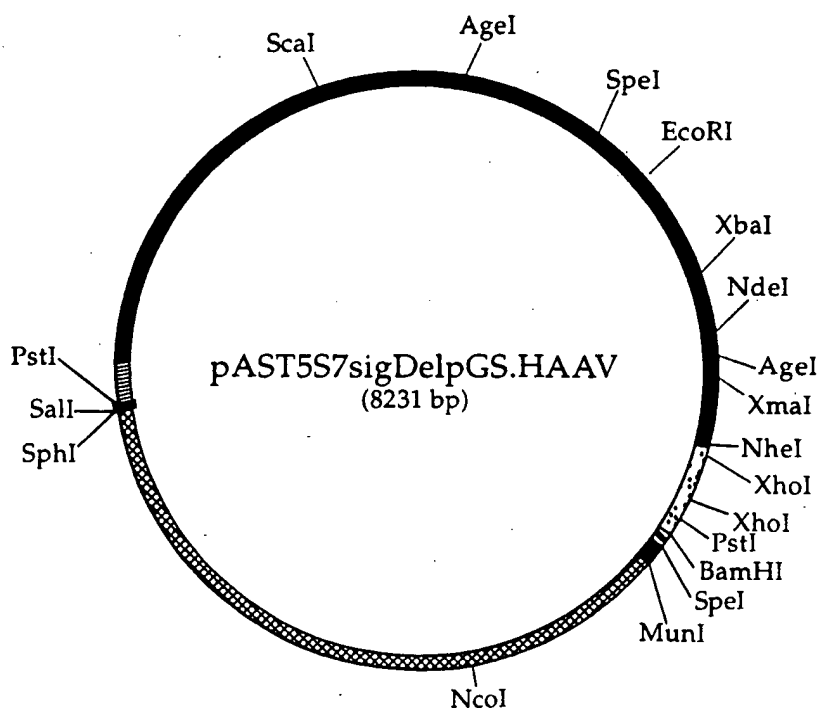 AgeI
ScaI
SpeI
EcoRI
XbaI
NdeI
PstI
pAST5S7sigDelpGS.HAAV
AgeI
(8231 bp)
SalI
XmaI
SphI
NheI
XhoI
XhoI
PstI
BamHI
SpeI
MunI
NcoI